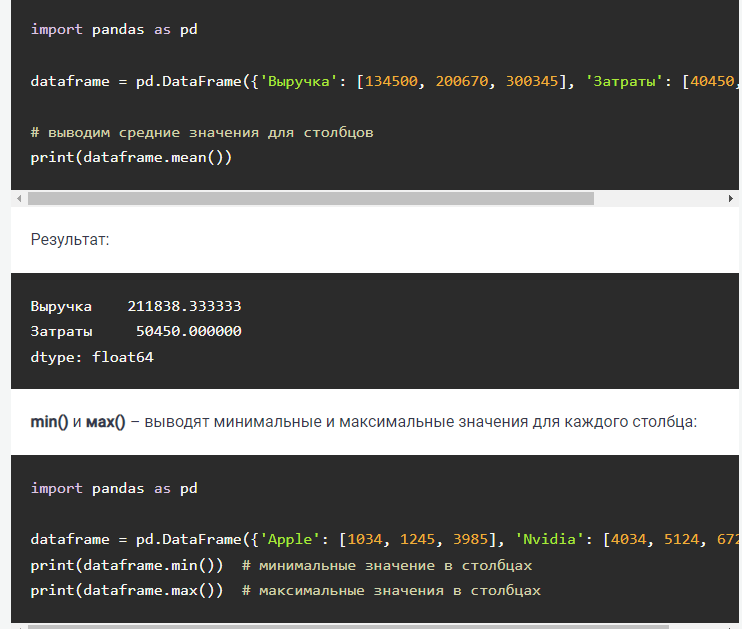 import pandas as pd
dataframe = pd.DataFrame({'Выручка': [134500, 200670, 300345], 'Затраты': [40450,
# выводим средние значения для столбцов
print(dataframe.mean())
Результат:
Выручка    211838.333333
Затраты     50450.000000
dtype: float64
min() и мах() – выводят минимальные и максимальные значения для каждого столбца:
import pandas as pd
dataframe = pd.DataFrame({'Apple': [1034, 1245, 3985], 'Nvidia': [4034, 5124, 672
print(dataframe.min())  # минимальные значение в столбцах
print(dataframe.max())  # максимальные значения в столбцах